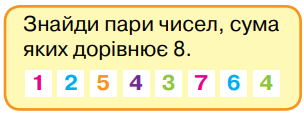 Знайди пари чисел, сума
яких дорівнює 8.
1 2 5 4 3 7 6 4